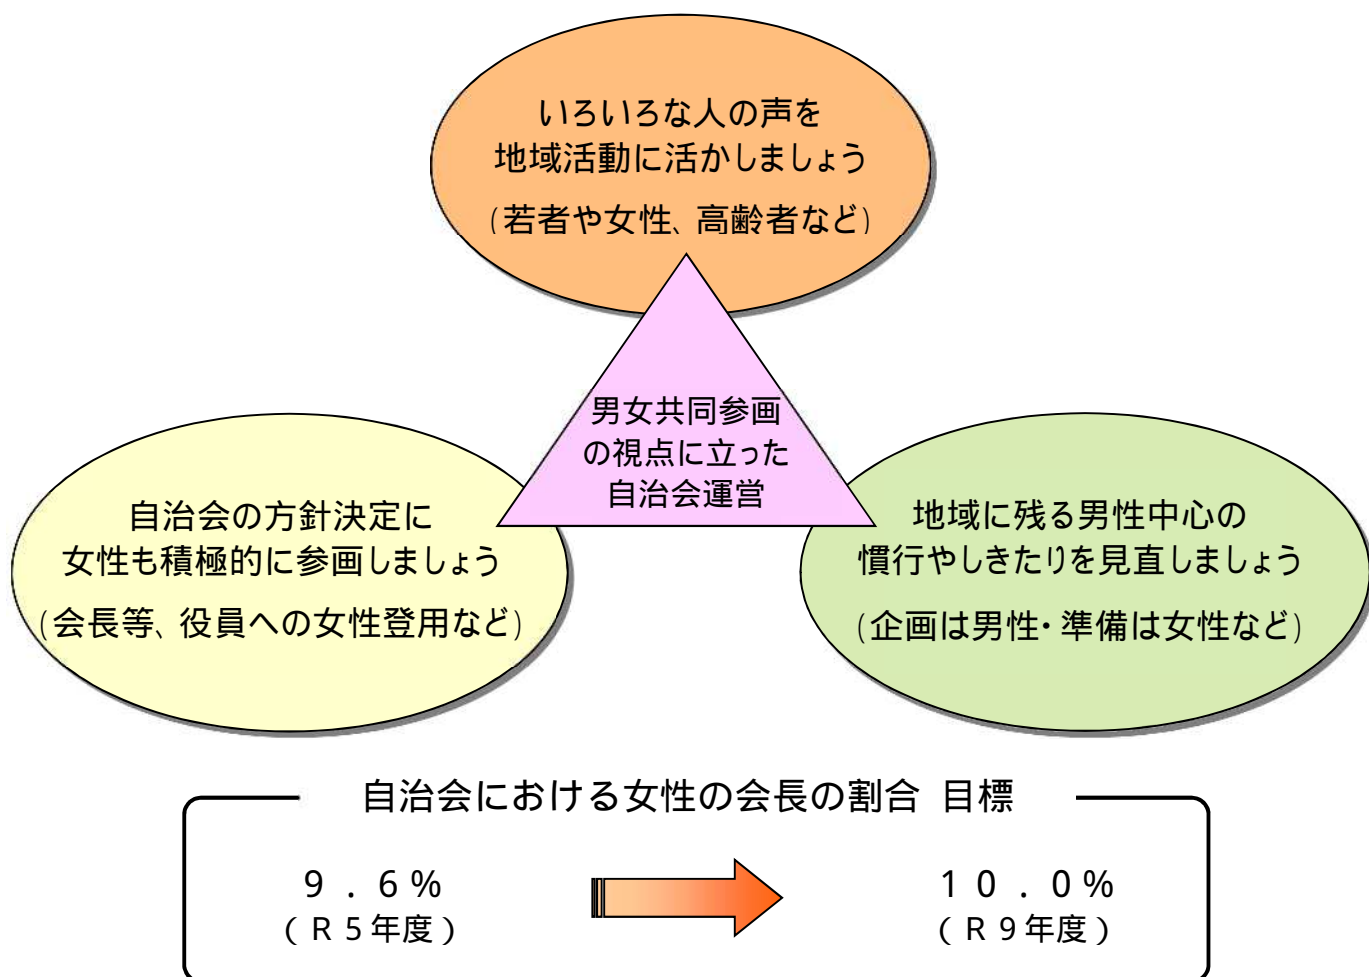 いろいろな人の声を
地域活動に活かしましょう
(若者や女性、高齢者など)
男女共同参画
の視点に立った
自治会運営
自治会の方針決定に
女性も積極的に参画しましょう
(会長等、役員への女性登用など)
地域に残る男性中心の
慣行やしきたりを見直しましょう
(企画は男性・準備は女性など)
自治会における女性の会長の割合 目標
9.6%
(R5年度)
10.0%
(R9年度)